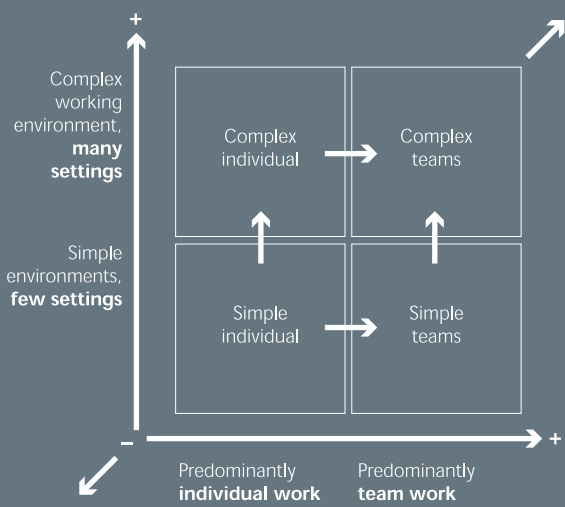 +
Complex
working
environment,
many
settings
Complex
individual
Complex
teams
Simple
environments,
few settings
Simple
individual
Simple
teams
–
+
Predominantly
individual work
Predominantly
team work